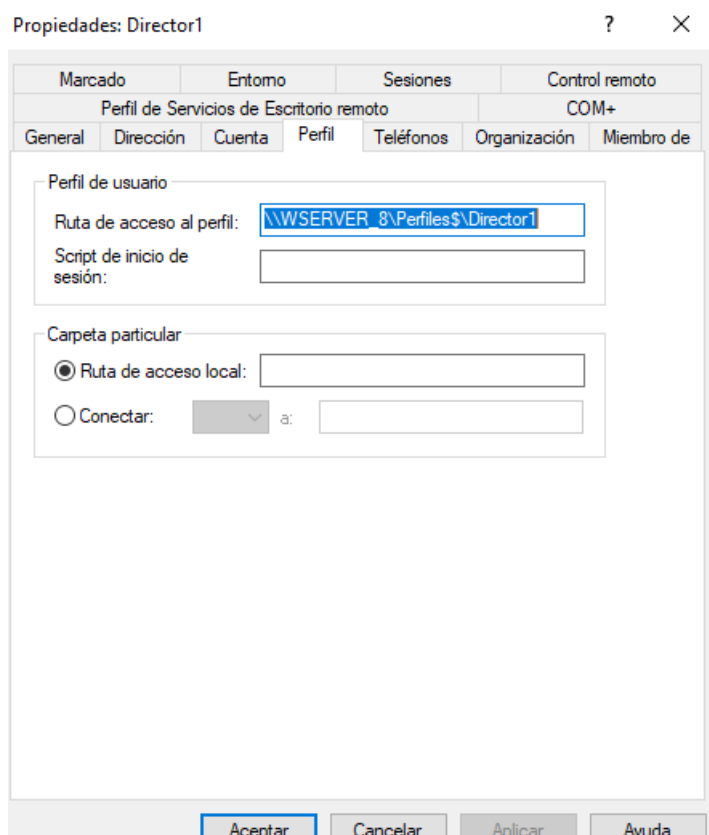 Propiedades: Director1 ? ×
Marcado Entorno Sesiones Control remoto
Perfil de Servicios de Escritorio remoto COM+
General Dirección Cuenta Perfil Teléfonos Organización Miembro de
Perfil de usuario
Ruta de acceso al perfil: \\WSERVER_8\Perfiles$\Director1
Script de inicio de
sesión:
Carpeta particular
Ruta de acceso local:
Conectar: a:
Aceptar Cancelar Aplicar Ayuda